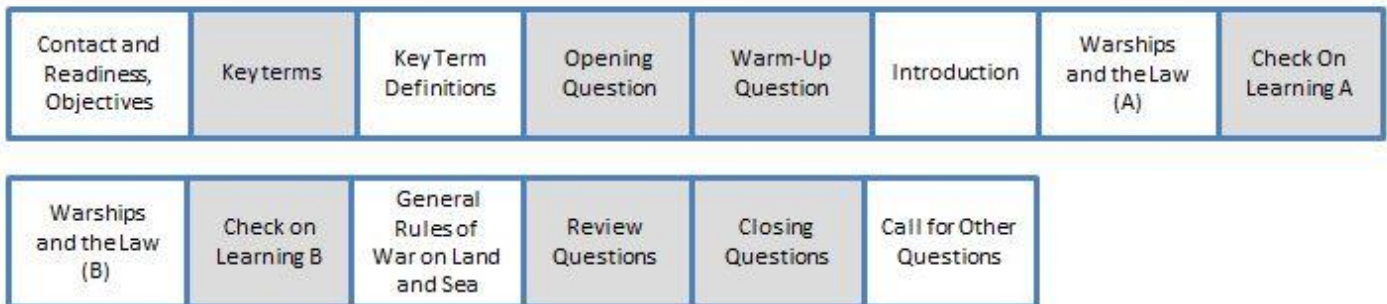 Contact and
Readiness,
Objectives
Key terms
Key Term
Definitions
Opening
Question
Warm-Up
Question
Introduction
Warships
and the Law
(A)
Check On
Learning A
Warships
and the Law
(B)
Check on
Learning B
General
Rules of
War on Land
and Sea
Review
Questions
Closing
Questions
Call for Other
Questions